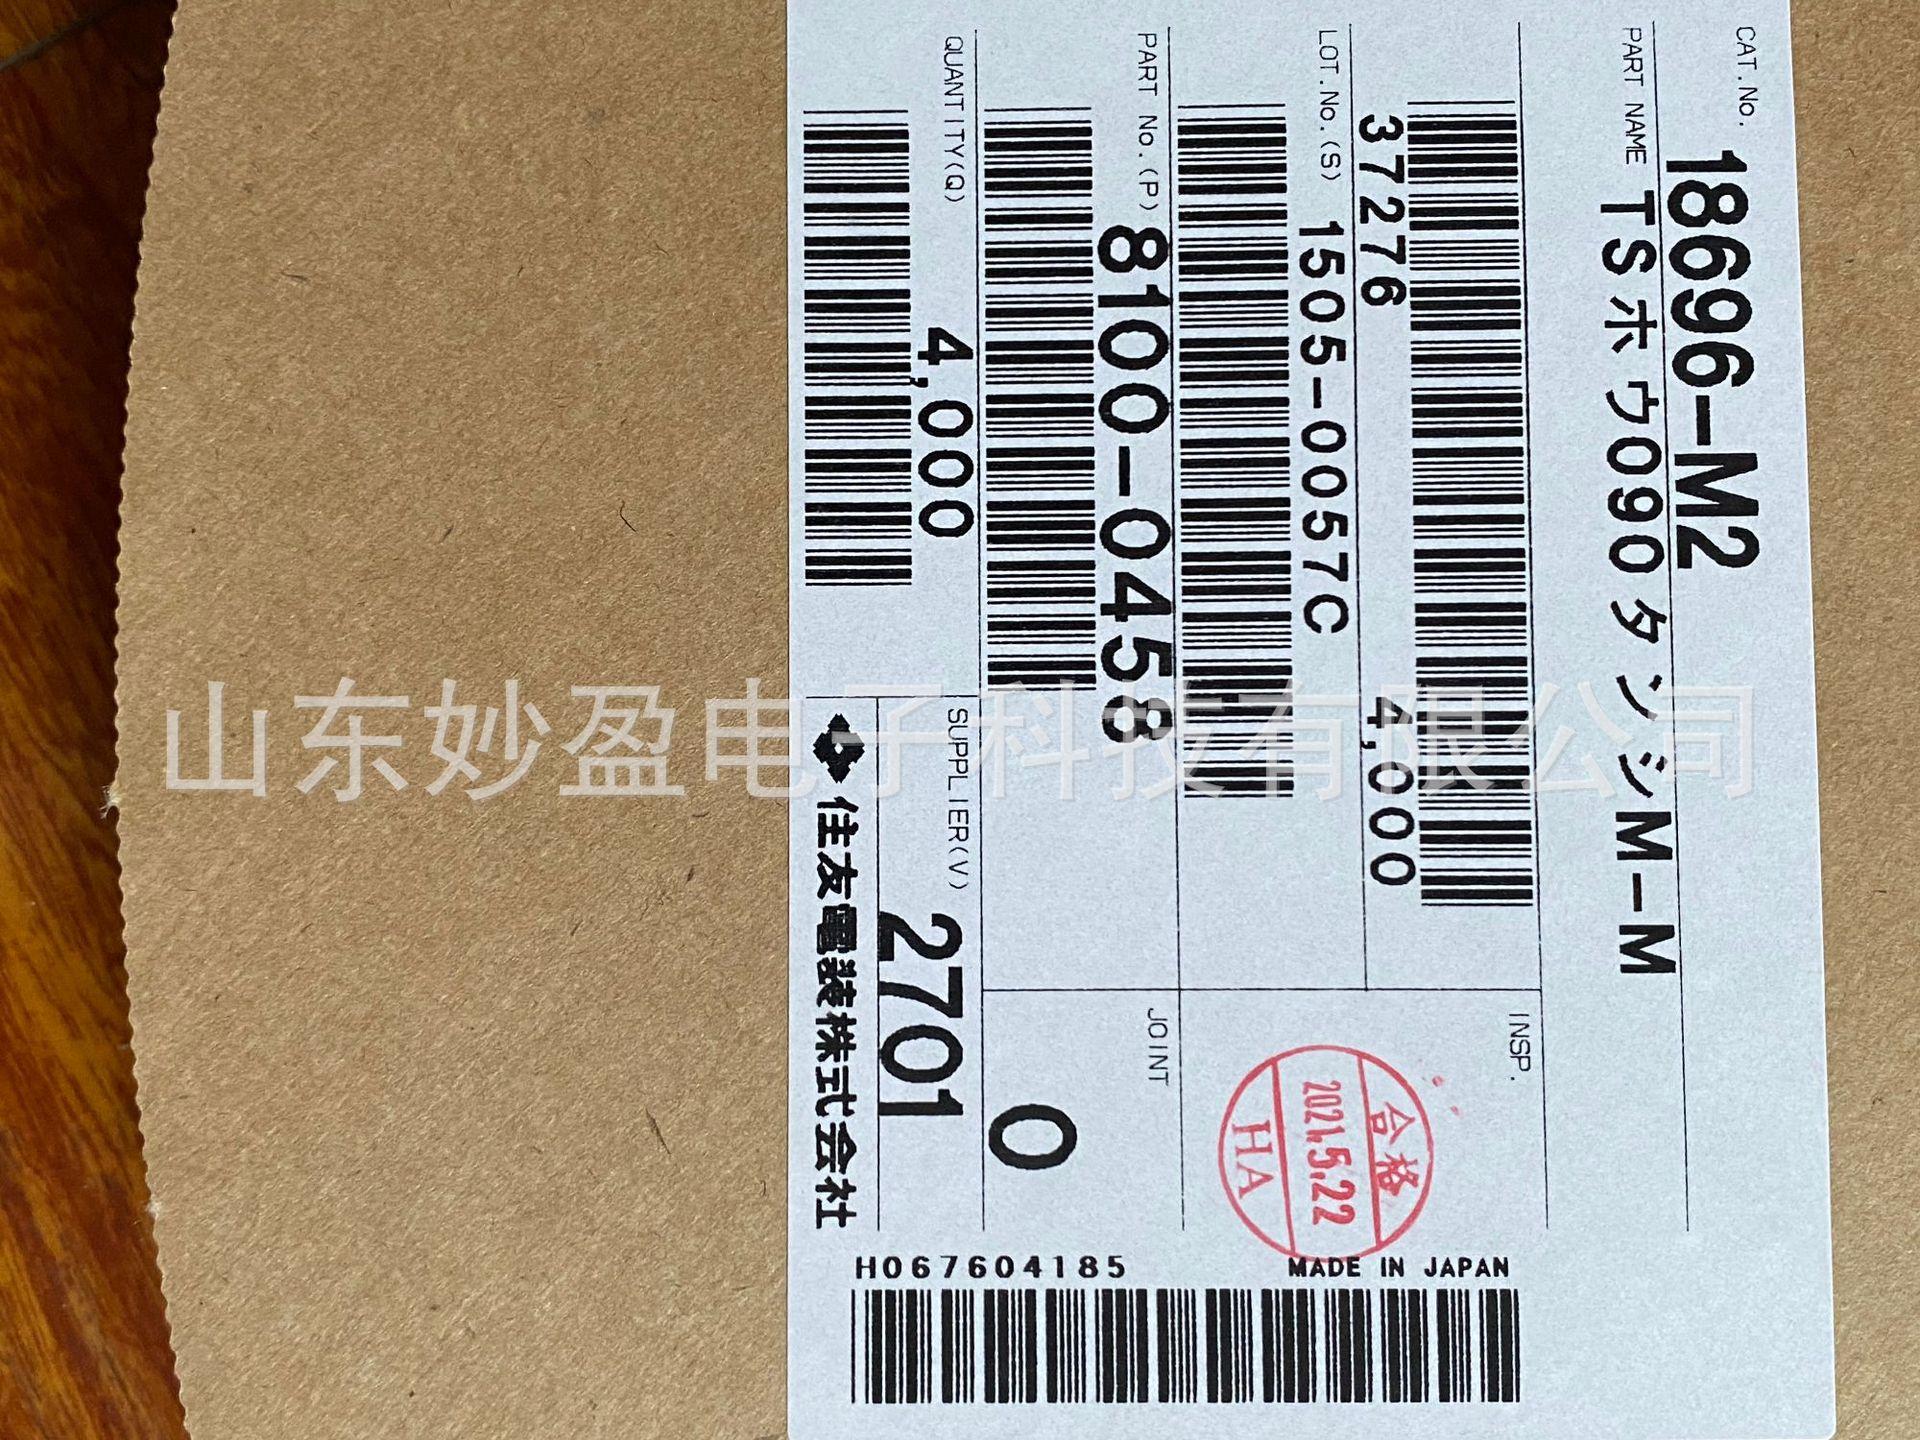 CAT.No. 18696-M2
PART NAME TSホウ090タンシM-M
37276 4,000
INSP.
LOT.No.(S) 1505-0057C
合格
2021.5.22
HA
PART No.(P) 8100-0458
JOINT
0
QUANTITY(Q) 4,000
SUPPLIER(V) 2701
住友電装株式会社
MADE IN JAPAN
H067604185
山东妙盈电子科技有限公司